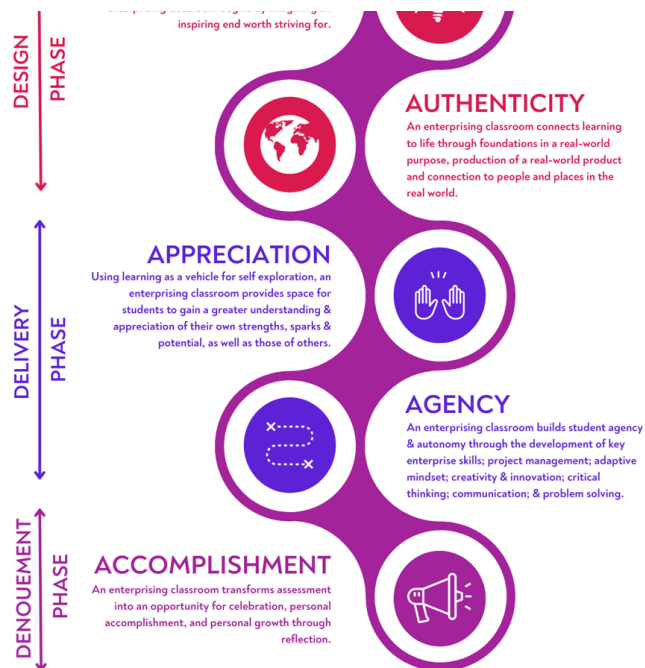 inspiring end worth striving for.
DESIGN
PHASE
AUTHENTICITY
An enterprising classroom connects learning
to life through foundations in a real-world
purpose, production of a real-world product
and connection to people and places in the
real world.
APPRECIATION
Using learning as a vehicle for self exploration, an
enterprising classroom provides space for
students to gain a greater understanding &
appreciation of their own strengths, sparks &
potential, as well as those of others.
DELIVERY
PHASE
AGENCY
An enterprising classroom builds student agency
& autonomy through the development of key
enterprise skills; project management; adaptive
mindset; creativity & innovation; critical
thinking; communication; & problem solving.
DENOUEMENT
PHASE
ACCOMPLISHMENT
An enterprising classroom transforms assessment
into an opportunity for celebration, personal
accomplishment, and personal growth through
reflection.